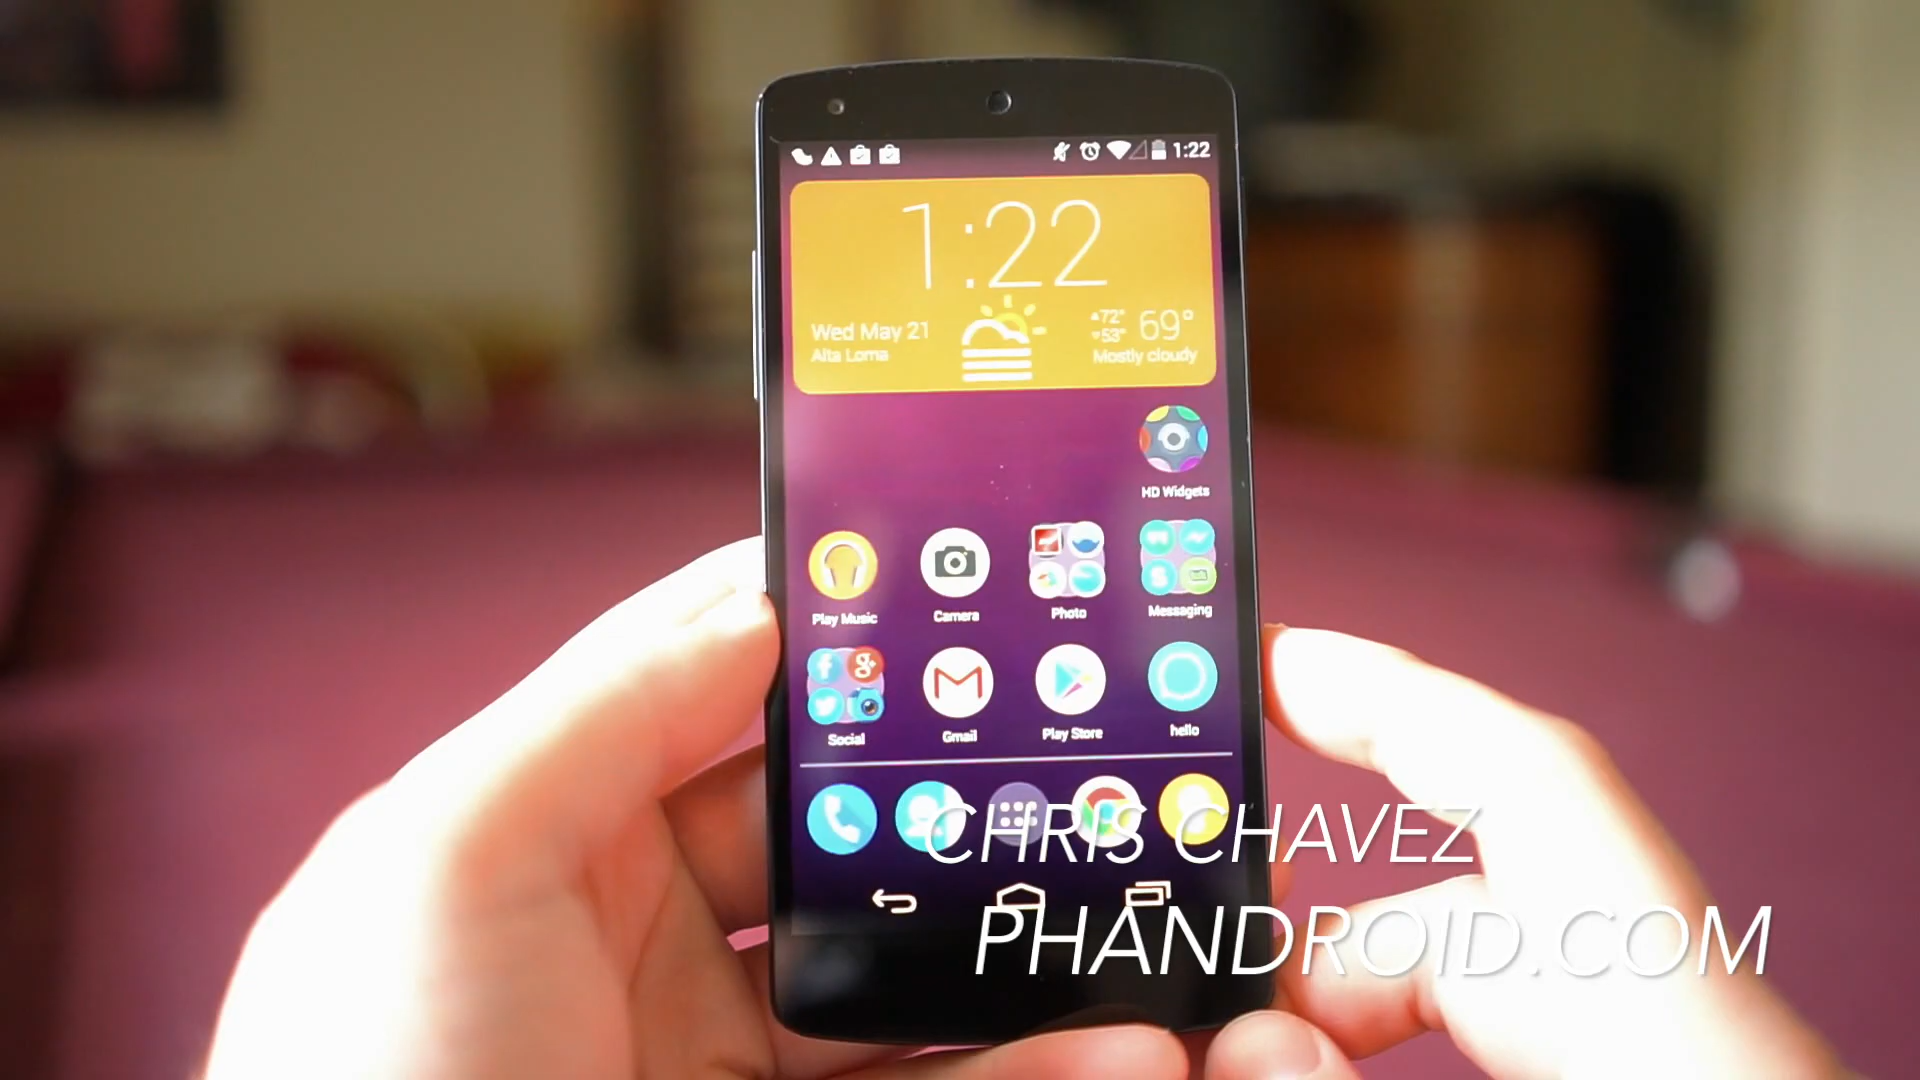 1:22
1:22
Wed May 21
Alta Loma
72°
53°
69°
Mostly cloudy
HD Widgets
Play Music
Camera
Photo
Messaging
Social
Gmail
Play Store
hello
CHRIS CHAVEZ
PHANDROID.COM